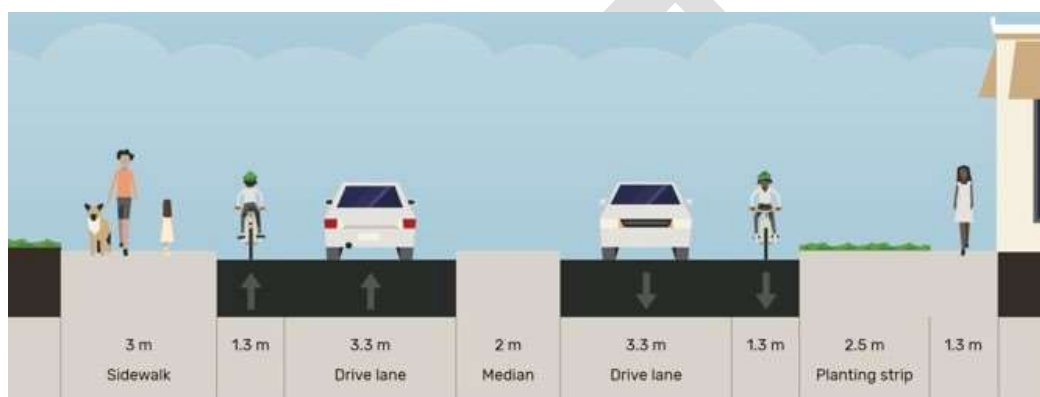 3 m
Sidewalk
1.3 m
3.3 m
Drive lane
2 m
Median
3.3 m
Drive lane
1.3 m
2.5 m
Planting strip
1.3 m